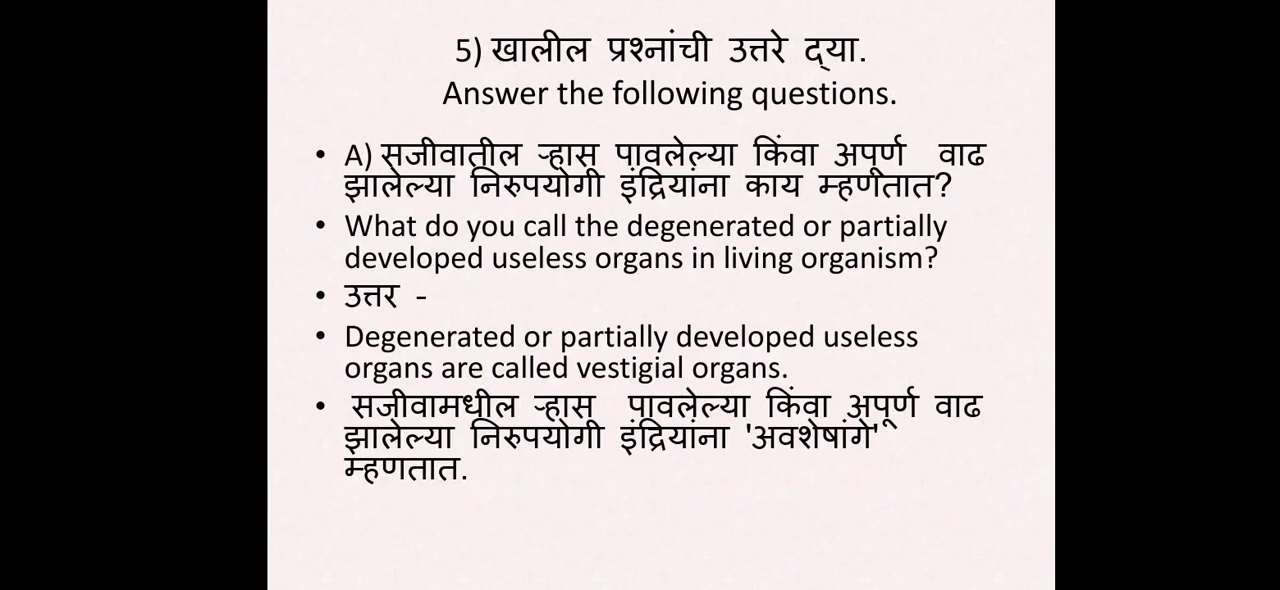 5) खालील प्रश्नांची उत्तरे द्‌या.
Answer the following questions.
• A) सजीवातील ऱ्हास पावलेल्या किंवा अपूर्ण वाढ
झालेल्या निरुपयोगी इंद्रियांना काय म्हणतात?
• What do you call the degenerated or partially
developed useless organs in living organism?
• उत्तर -
• Degenerated or partially developed useless
organs are called vestigial organs.
• सजीवामधील ऱ्हास पावलेल्या किंवा अपूर्ण वाढ
झालेल्या निरुपयोगी इंद्रियांना 'अवशेषांगे'
म्हणतात.